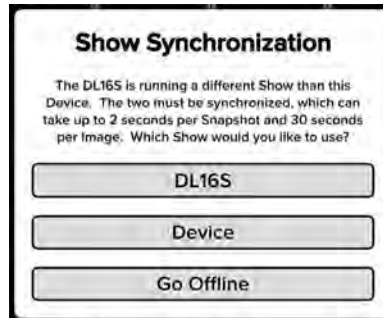 Show Synchronization
The DL16S is running a different Show than this
Device. The two must be synchronized, which can
take up to 2 seconds per Snapshot and 30 seconds
per Image. Which Show would you like to use?
DL16S
Device
Go Offline